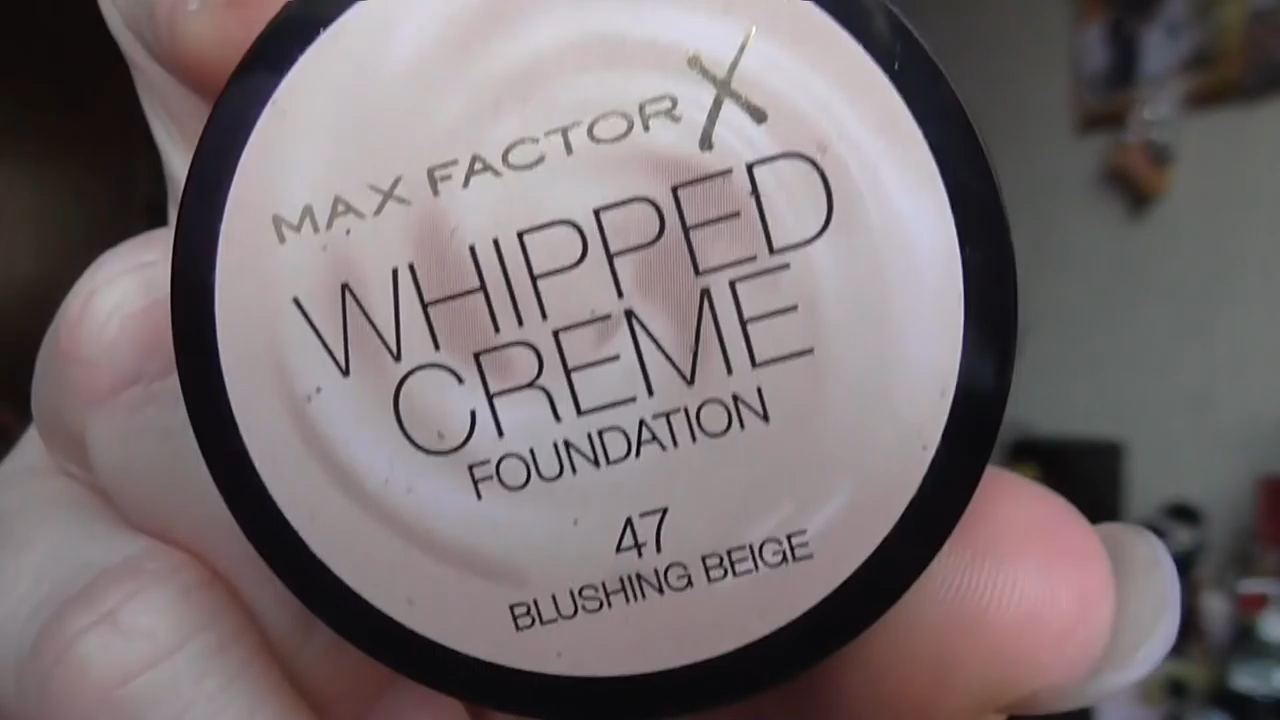 MAX FACTOR X
WHIPPED
CREME
FOUNDATION
47
BLUSHING BEIGE